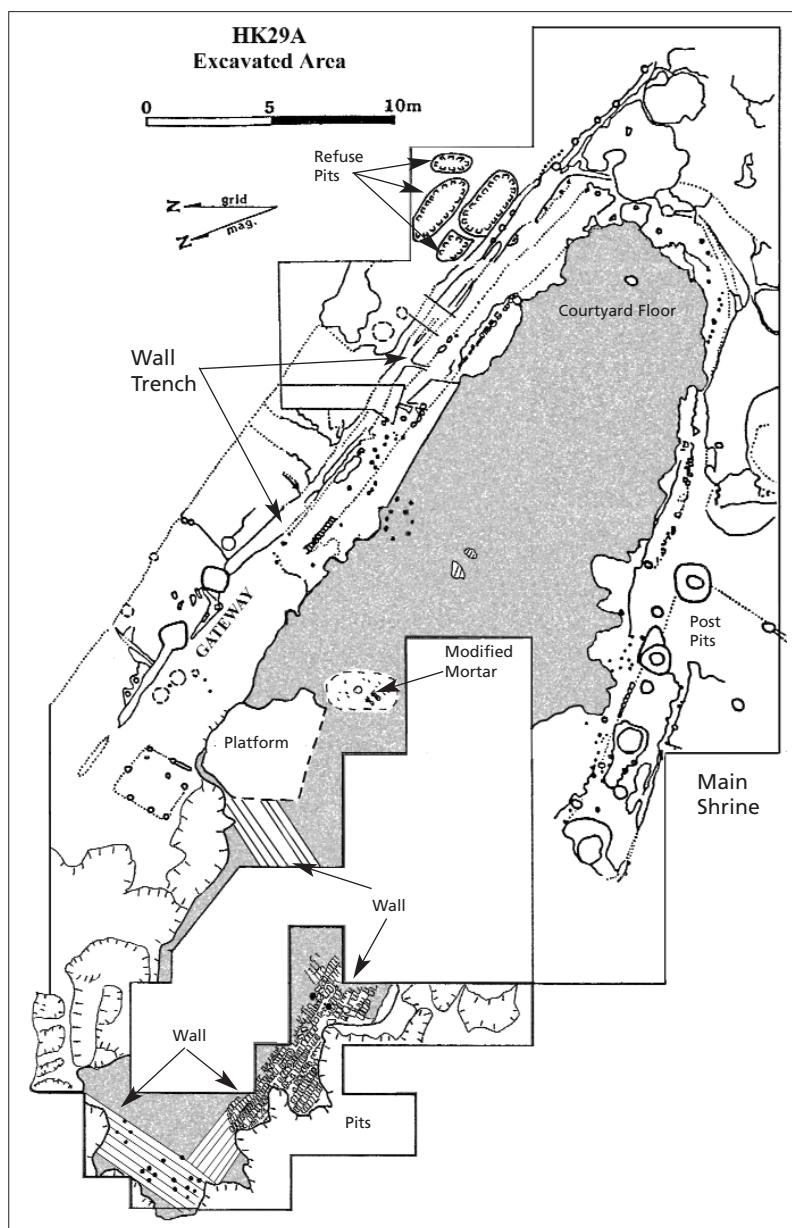 HK29A
Excavated Area
0 5 10m
Refuse
Pits
N grid
N mag.
Courtyard Floor
Wall
Trench
GATEWAY
Post
Pits
Modified
Mortar
Platform
Main
Shrine
Wall
Wall
Pits